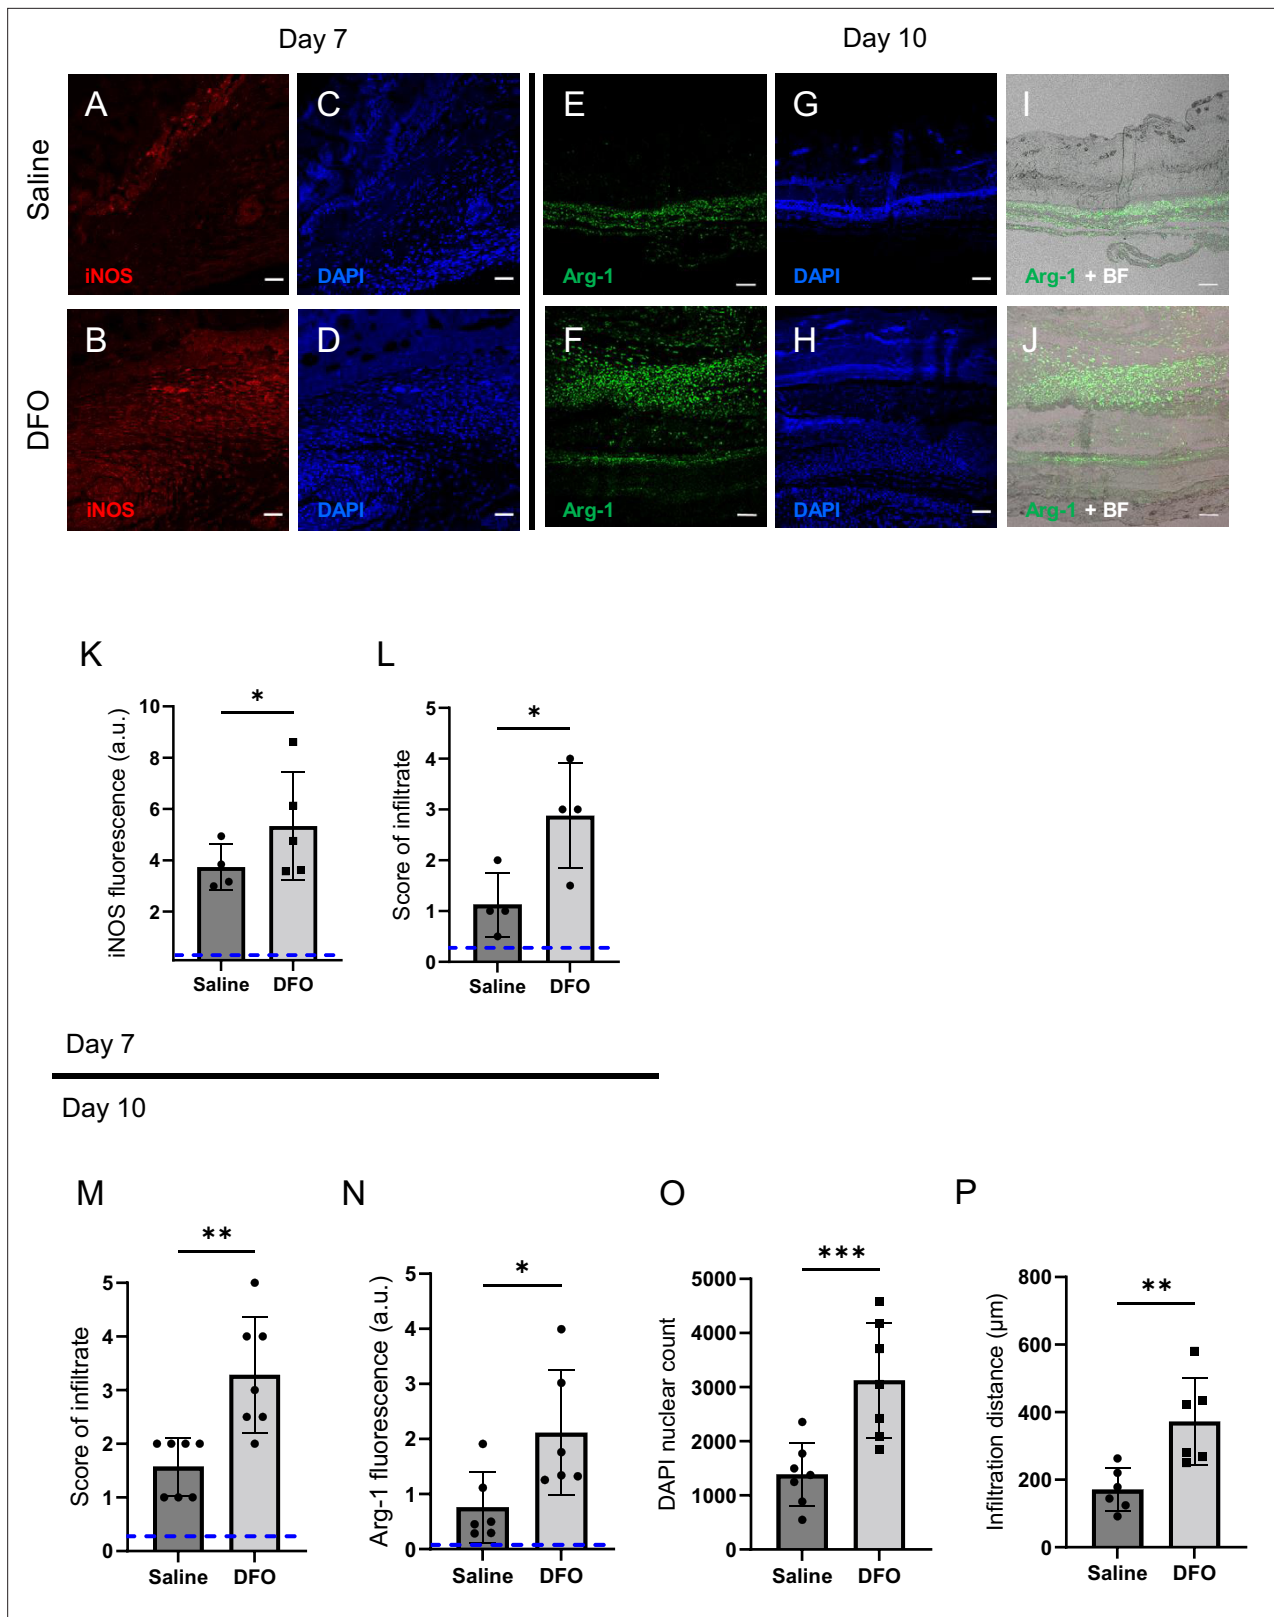 Day 7
Day 10
Saline
A
C
E
G
I
iNOS
DAPI
Arg-1
DAPI
Arg-1 + BF
DFO
B
D
F
H
J
iNOS
DAPI
Arg-1
DAPI
Arg-1 + BF
K
L
iNOS fluorescence (a.u.)
10
8
6
4
2
*
Saline DFO
Score of infiltrate
5
4
3
2
1
0
*
Saline DFO
Day 7
Day 10
M
N
O
P
Score of infiltrate
5
4
3
2
1
0
**
Saline DFO
Arg-1 fluorescence (a.u.)
5
4
3
2
1
0
*
Saline DFO
DAPI nuclear count
5000
4000
3000
2000
1000
0
***
Saline DFO
Infiltration distance (µm)
800
600
400
200
0
**
Saline DFO